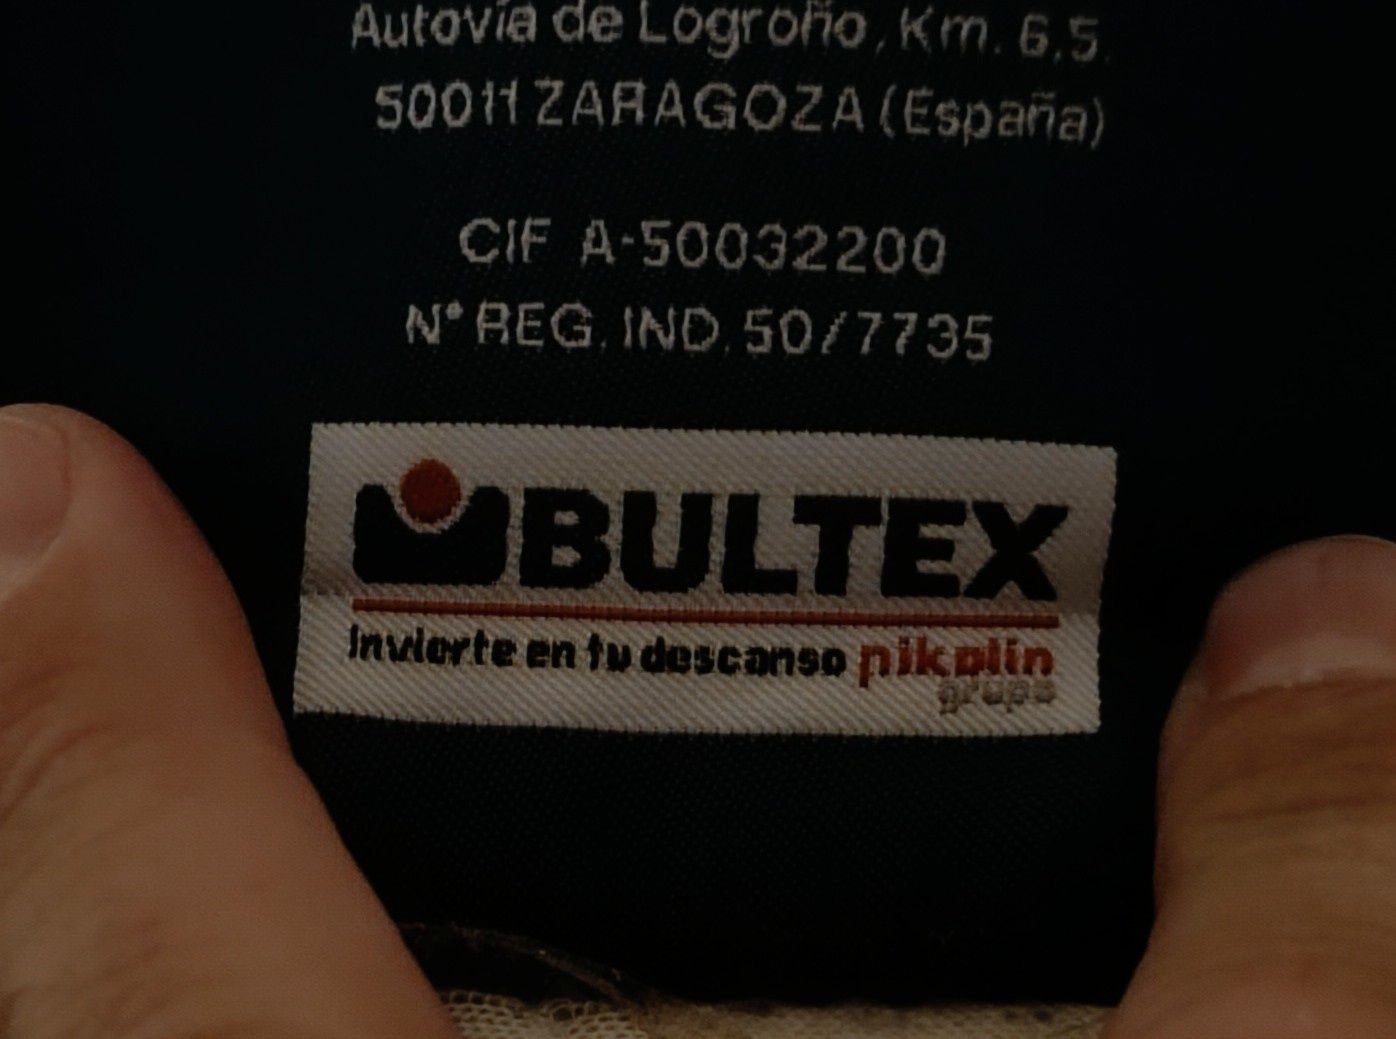 Autovía de Logroño, Km. 6,5.
50011 ZARAGOZA (España)
CIF A-50032200
N° REG. IND. 50/7735
BULTEX
Invierte en tu descanso pikolin
grupo